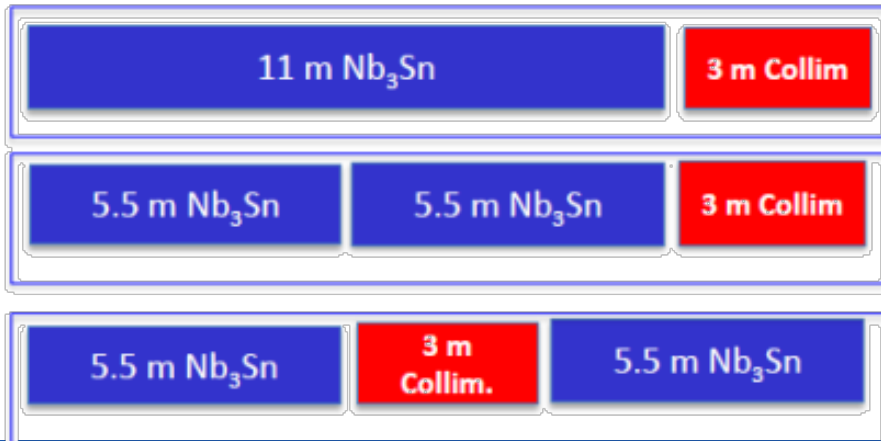 11 m Nb₃Sn 3 m Collim
5.5 m Nb₃Sn 5.5 m Nb₃Sn 3 m Collim
5.5 m Nb₃Sn 3 m Collim. 5.5 m Nb₃Sn